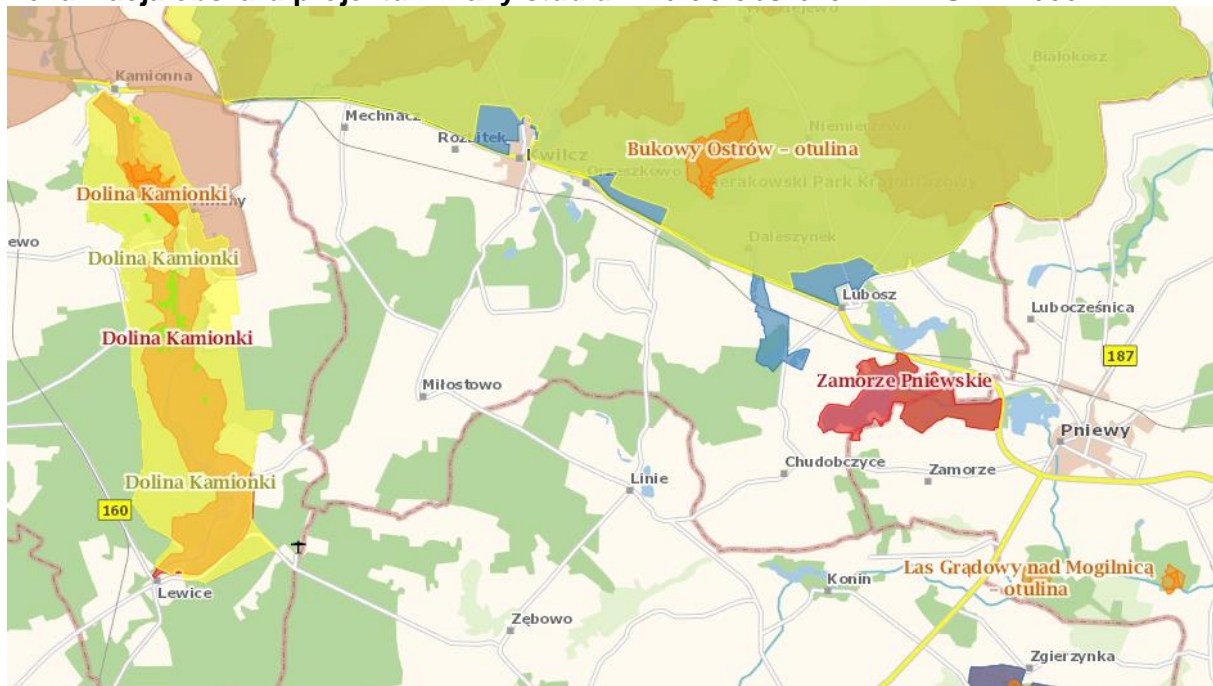 Kamionna
Białokosz
Mechnacz
Rozbitek
Kwilcz
Niemierzewo
Bukowy Ostrów – otulina
Orzeszkowo
Sierakowski Park Krajobrazowy
Dolina Kamionki
ewo
Daleszynek
Dolina Kamionki
Lubosz
Lubocześnica
Dolina Kamionki
187
Zamorze Pniewskie
Miłostowo
Pniewy
Chudobczyce
Zamorze
Linie
Dolina Kamionki
160
Las Grądowy nad Mogilnicą
– otulina
Konin
Lewice
Zębowo
Zgierzynka